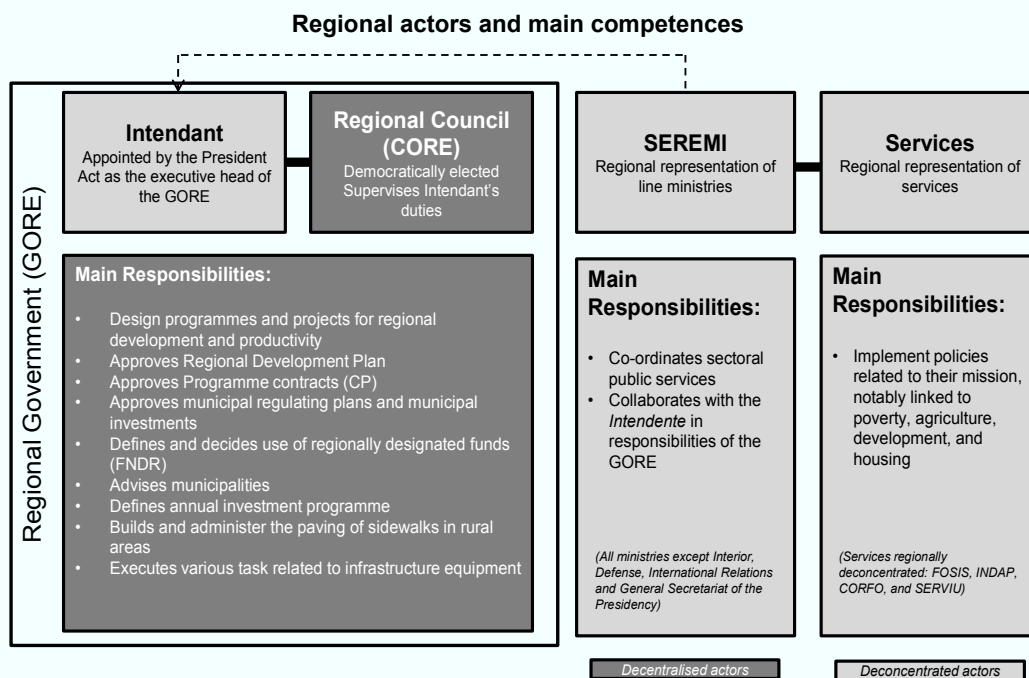 Regional actors and main competences
Regional Government (GORE)
Intendant
Appointed by the President
Act as the executive head of
the GORE
Regional Council
(CORE)
Democratically elected
Supervises Intendant's
duties
SEREMI
Regional representation of
line ministries
Services
Regional representation of
services
Main Responsibilities:
• Design programmes and projects for regional
development and productivity
• Approves Regional Development Plan
• Approves Programme contracts (CP)
• Approves municipal regulating plans and municipal
investments
• Defines and decides use of regionally designated funds
(FNDR)
• Advises municipalities
• Defines annual investment programme
• Builds and administer the paving of sidewalks in rural
areas
• Executes various task related to infrastructure equipment
Main
Responsibilities:
• Co-ordinates sectoral
public services
• Collaborates with the
Intendente in
responsibilities of the
GORE
(All ministries except Interior,
Defense, International Relations
and General Secretariat of the
Presidency)
Main
Responsibilities:
• Implement policies
related to their mission,
notably linked to
poverty, agriculture,
development, and
housing
(Services regionally
deconcentrated: FOSIS, INDAP,
CORFO, and SERVIU)
Decentralised actors
Deconcentrated actors